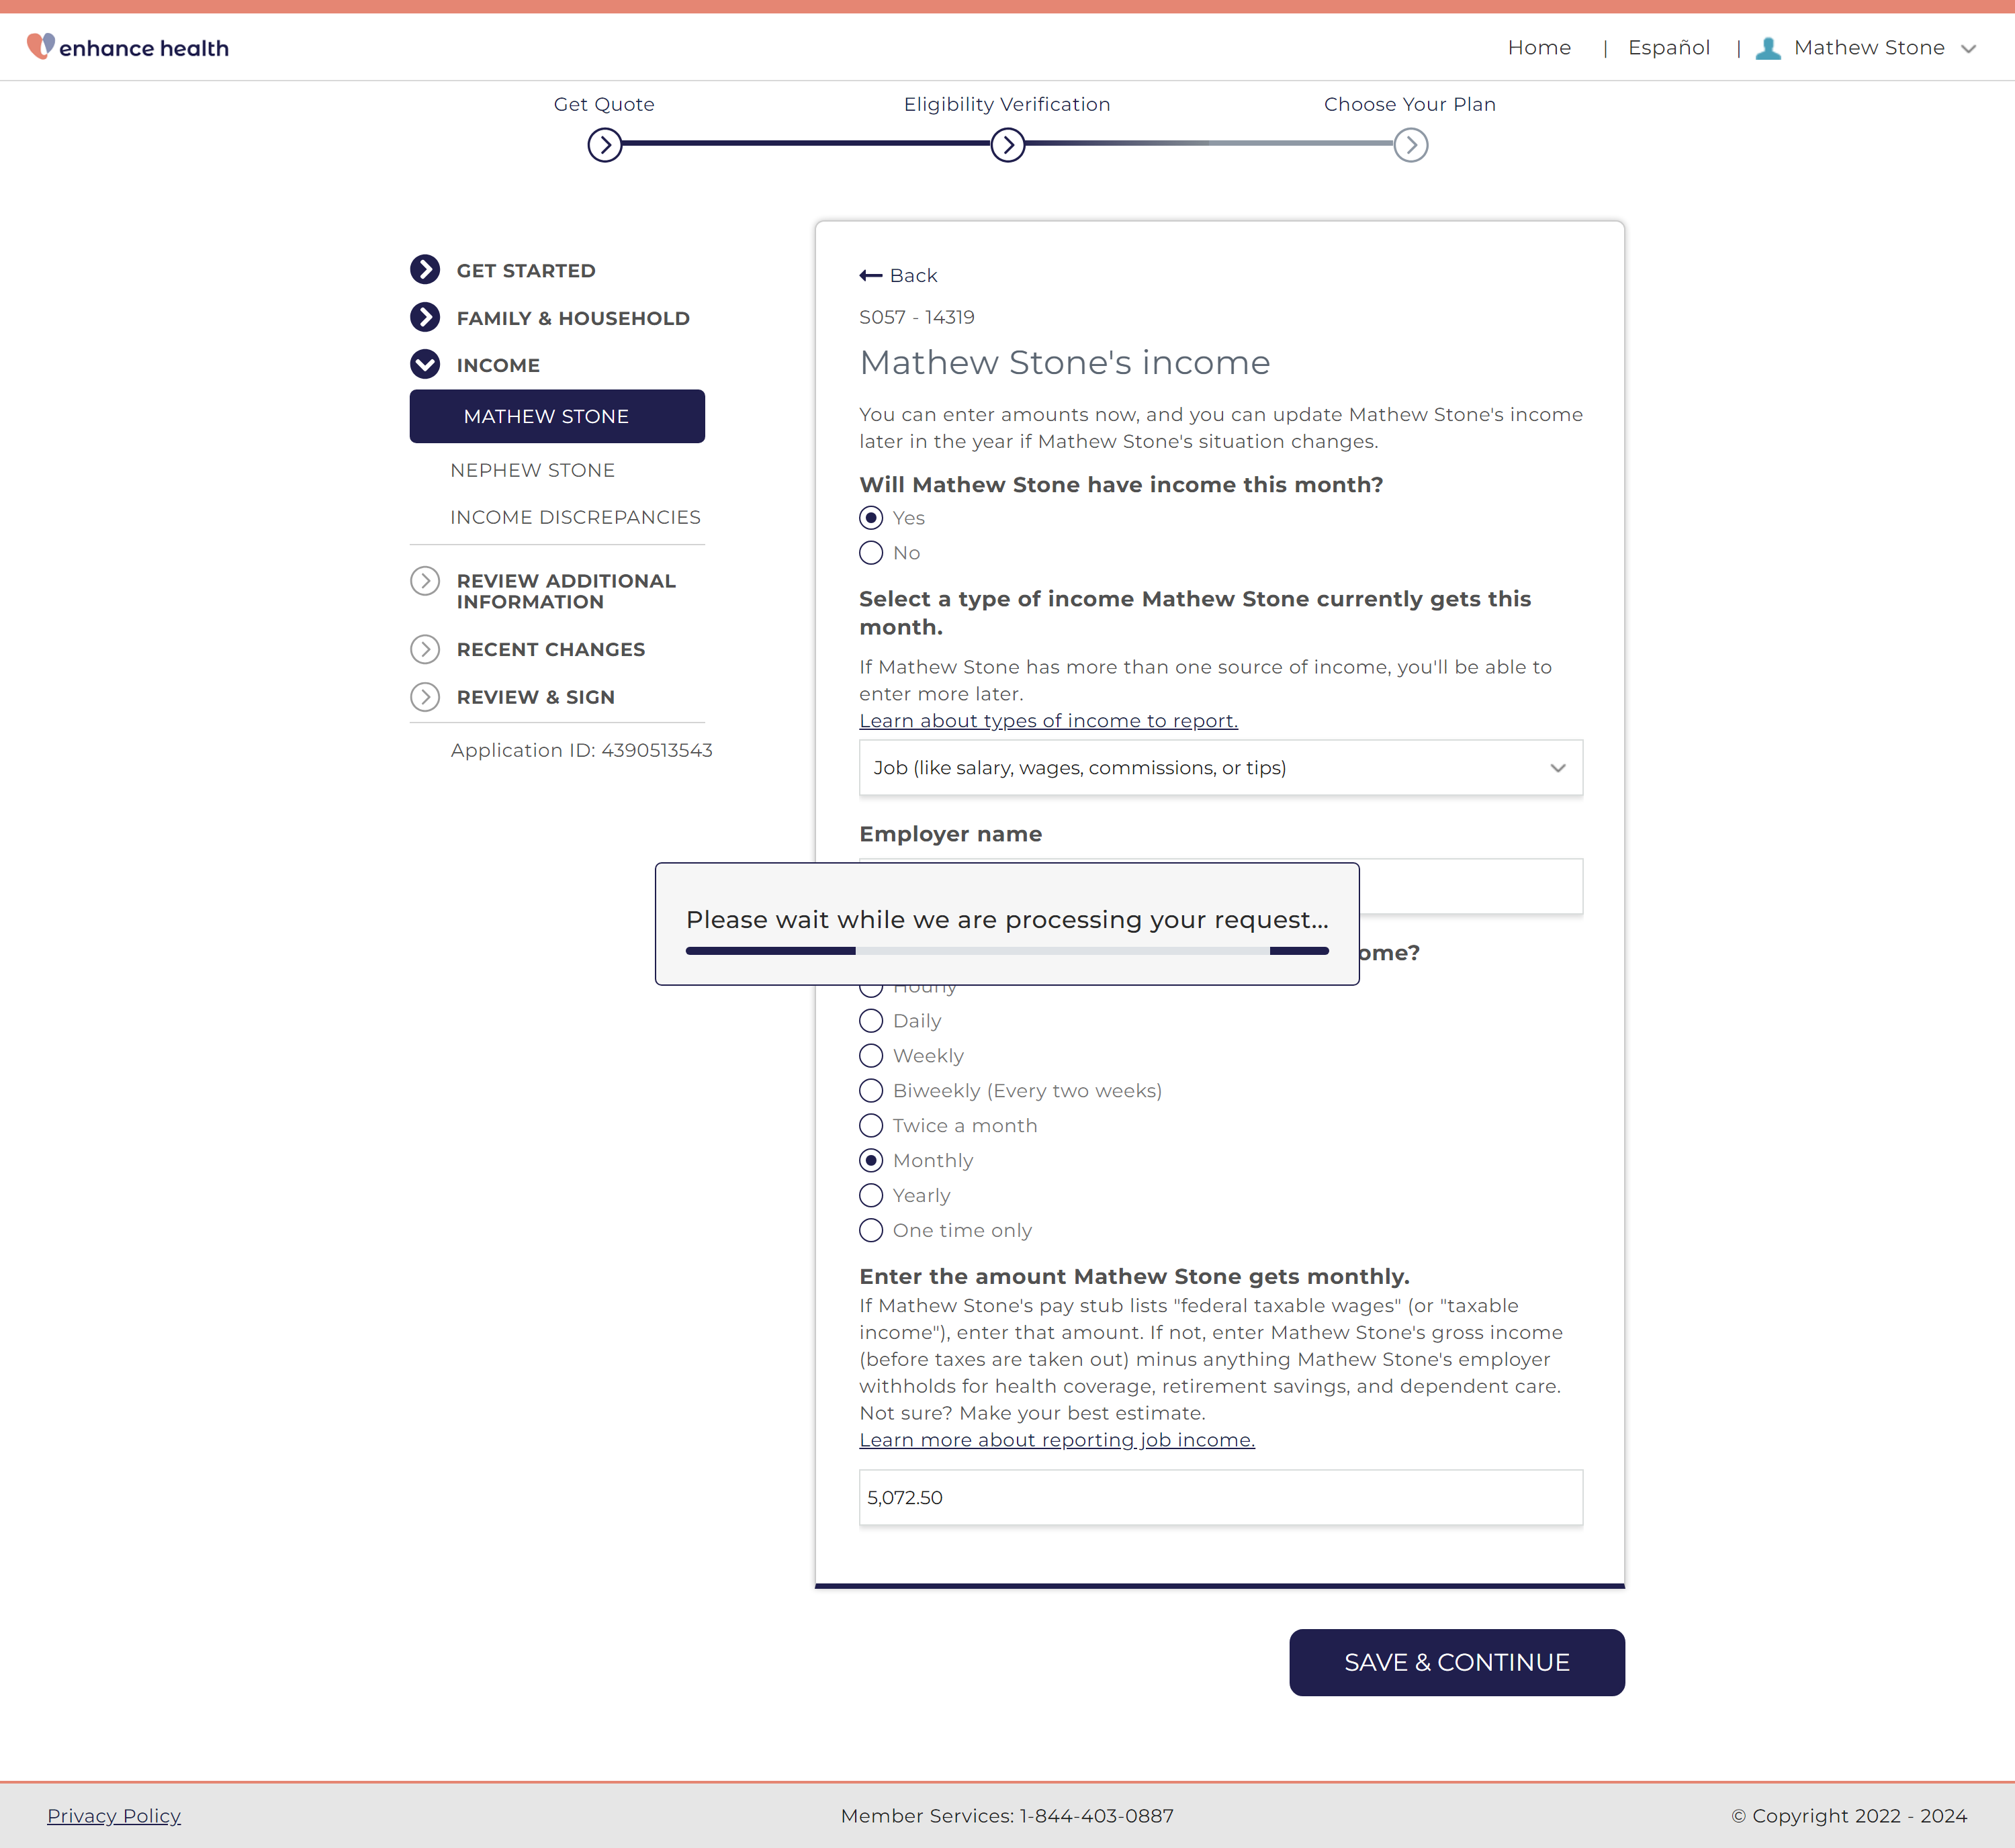 enhance health
Home | Español | Mathew Stone
Get Quote
Eligibility Verification
Choose Your Plan
GET STARTED
FAMILY & HOUSEHOLD
INCOME
MATHEW STONE
NEPHEW STONE
INCOME DISCREPANCIES
REVIEW ADDITIONAL
INFORMATION
RECENT CHANGES
REVIEW & SIGN
Application ID: 4390513543
Back
S057 - 14319
Mathew Stone's income
You can enter amounts now, and you can update Mathew Stone's income
later in the year if Mathew Stone's situation changes.
Will Mathew Stone have income this month?
Yes
No
Select a type of income Mathew Stone currently gets this
month.
If Mathew Stone has more than one source of income, you'll be able to
enter more later.
Learn about types of income to report.
Job (like salary, wages, commissions, or tips)
Employer name
Please wait while we are processing your request...
ome?
Hourly
Daily
Weekly
Biweekly (Every two weeks)
Twice a month
Monthly
Yearly
One time only
Enter the amount Mathew Stone gets monthly.
If Mathew Stone's pay stub lists "federal taxable wages" (or "taxable
income"), enter that amount. If not, enter Mathew Stone's gross income
(before taxes are taken out) minus anything Mathew Stone's employer
withholds for health coverage, retirement savings, and dependent care.
Not sure? Make your best estimate.
Learn more about reporting job income.
5,072.50
SAVE & CONTINUE
Privacy Policy
Member Services: 1-844-403-0887
© Copyright 2022 - 2024